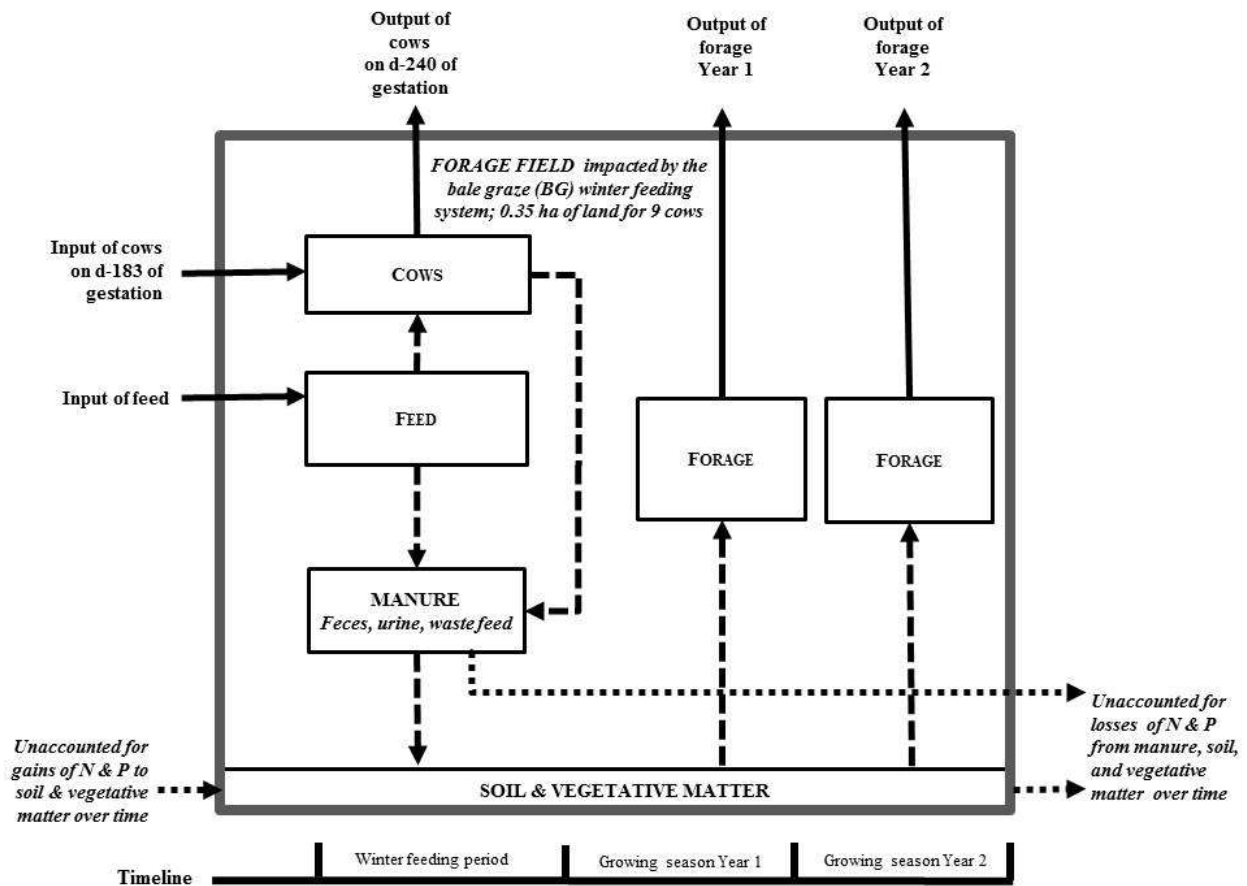 Output of
cows
on d-240 of
gestation
Output of
forage
Year 1
Output of
forage
Year 2
FORAGE FIELD impacted by the
bale graze (BG) winter feeding
system; 0.35 ha of land for 9 cows
Input of cows
on d-183 of
gestation
COWS
Input of feed
FEED
FORAGE
FORAGE
MANURE
Feces, urine, waste feed
Unaccounted for
gains of N & P to
soil & vegetative
matter over time
Unaccounted for
losses of N & P
from manure, soil,
and vegetative
matter over time
SOIL & VEGETATIVE MATTER
Timeline
Winter feeding period
Growing season Year 1
Growing season Year 2